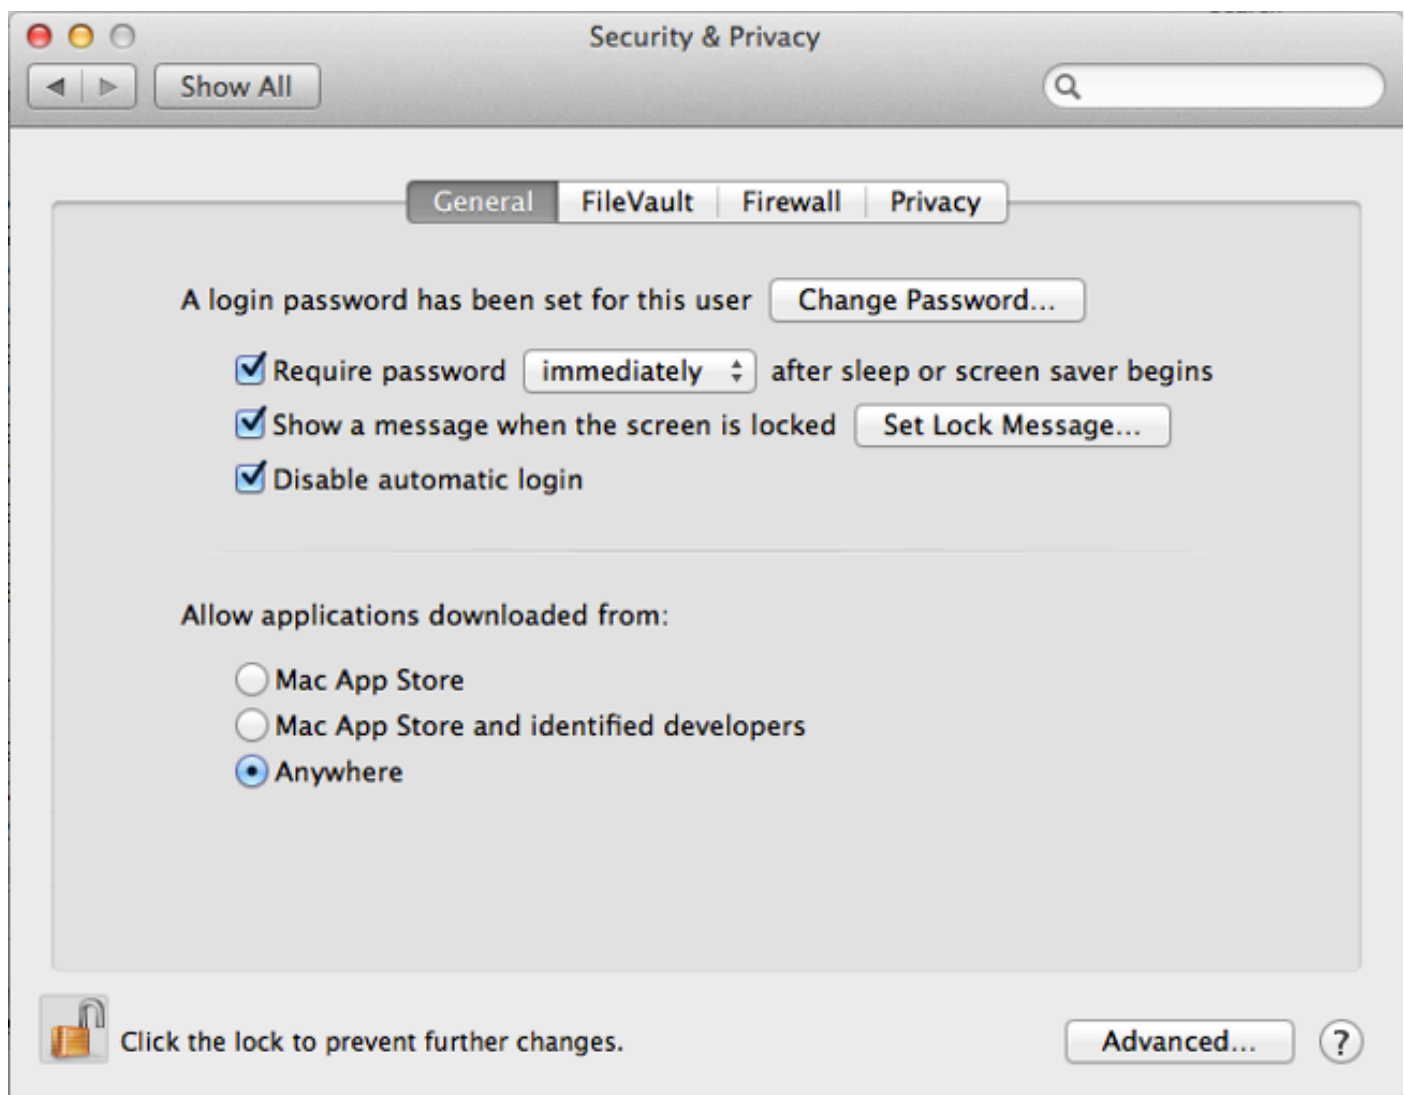 Security & Privacy
Show All
General FileVault Firewall Privacy
A login password has been set for this user Change Password...
Require password immediately after sleep or screen saver begins
Show a message when the screen is locked Set Lock Message...
Disable automatic login
Allow applications downloaded from:
Mac App Store
Mac App Store and identified developers
Anywhere
Click the lock to prevent further changes. Advanced... ?